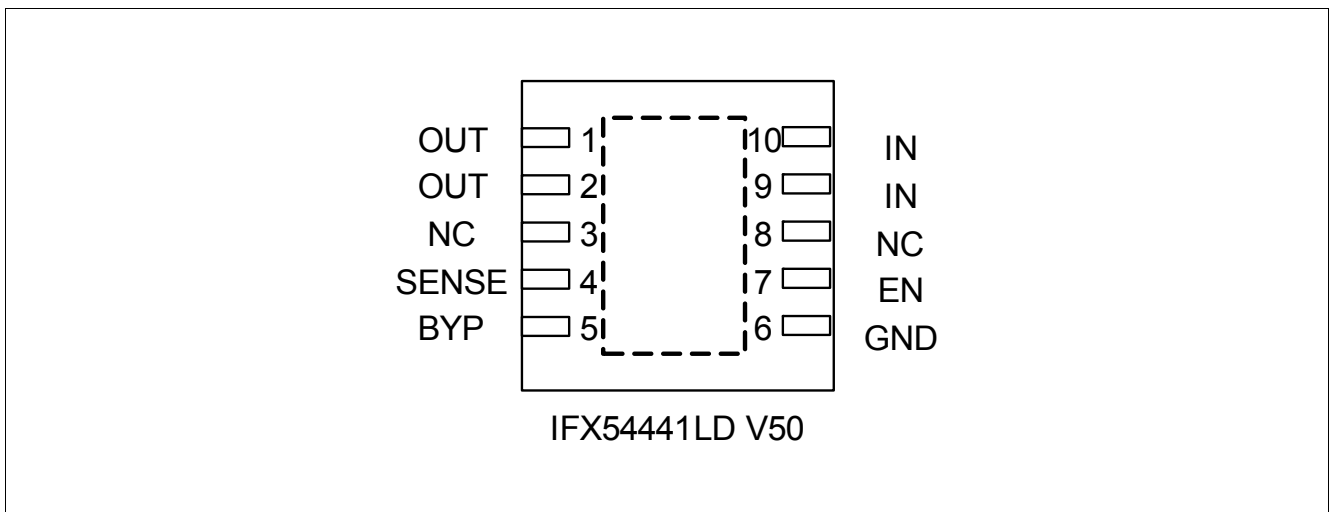 OUT 1 10 IN
OUT 2 9 IN
NC 3 8 NC
SENSE 4 7 EN
BYP 5 6 GND
IFX54441LD V50